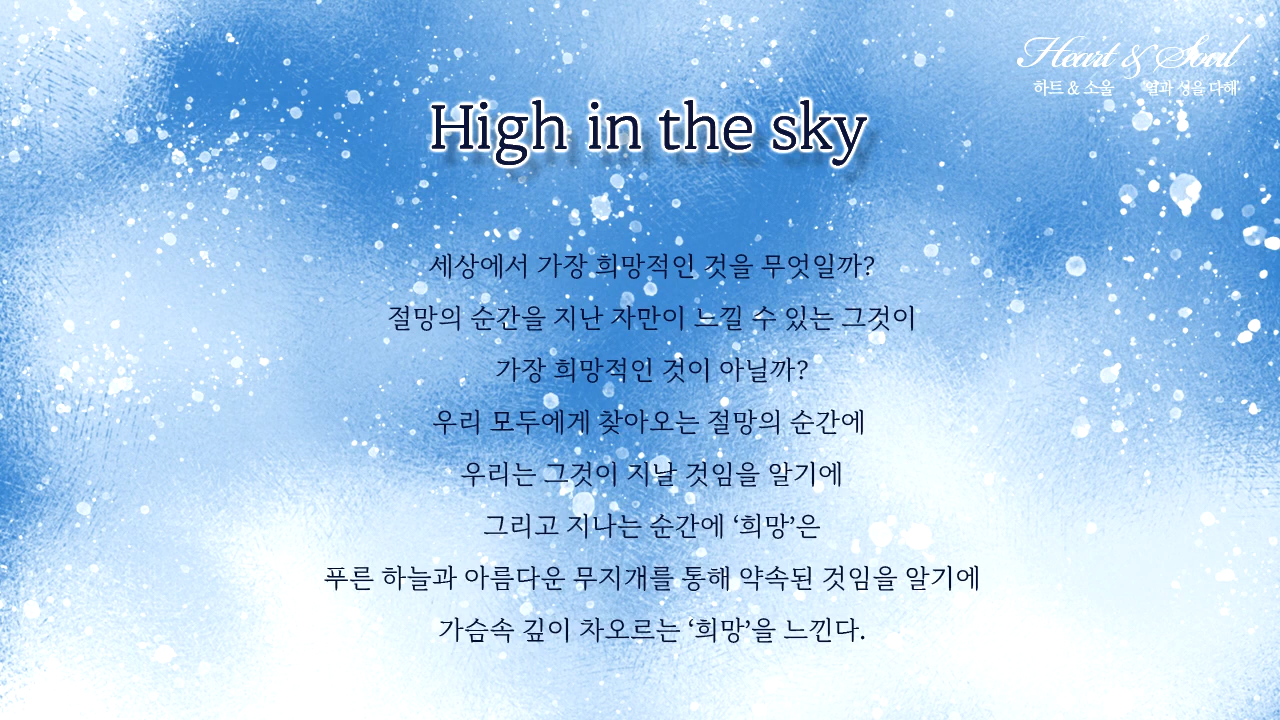 Heart & Soul
하트 & 소울 열과 성을 다해
High in the sky
세상에서 가장 희망적인 것을 무엇일까?
절망의 순간을 지난 자만이 느낄 수 있는 그것이
가장 희망적인 것이 아닐까?
우리 모두에게 찾아오는 절망의 순간에
우리는 그것이 지날 것임을 알기에
그리고 지나는 순간에 ‘희망’은
푸른 하늘과 아름다운 무지개를 통해 약속된 것임을 알기에
가슴속 깊이 차오르는 ‘희망’을 느낀다.